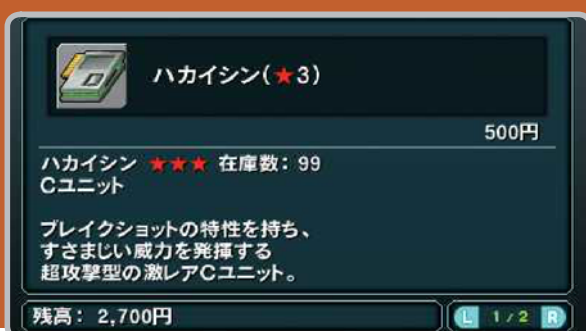 ハカイシン(★3)
500円
ハカイシン ★★★ 在庫数: 99
Cユニット
ブレイクショットの特性を持ち、
すさまじい威力を発揮する
超攻撃型の激レアCユニット。
残高: 2,700円
L 1/2 R